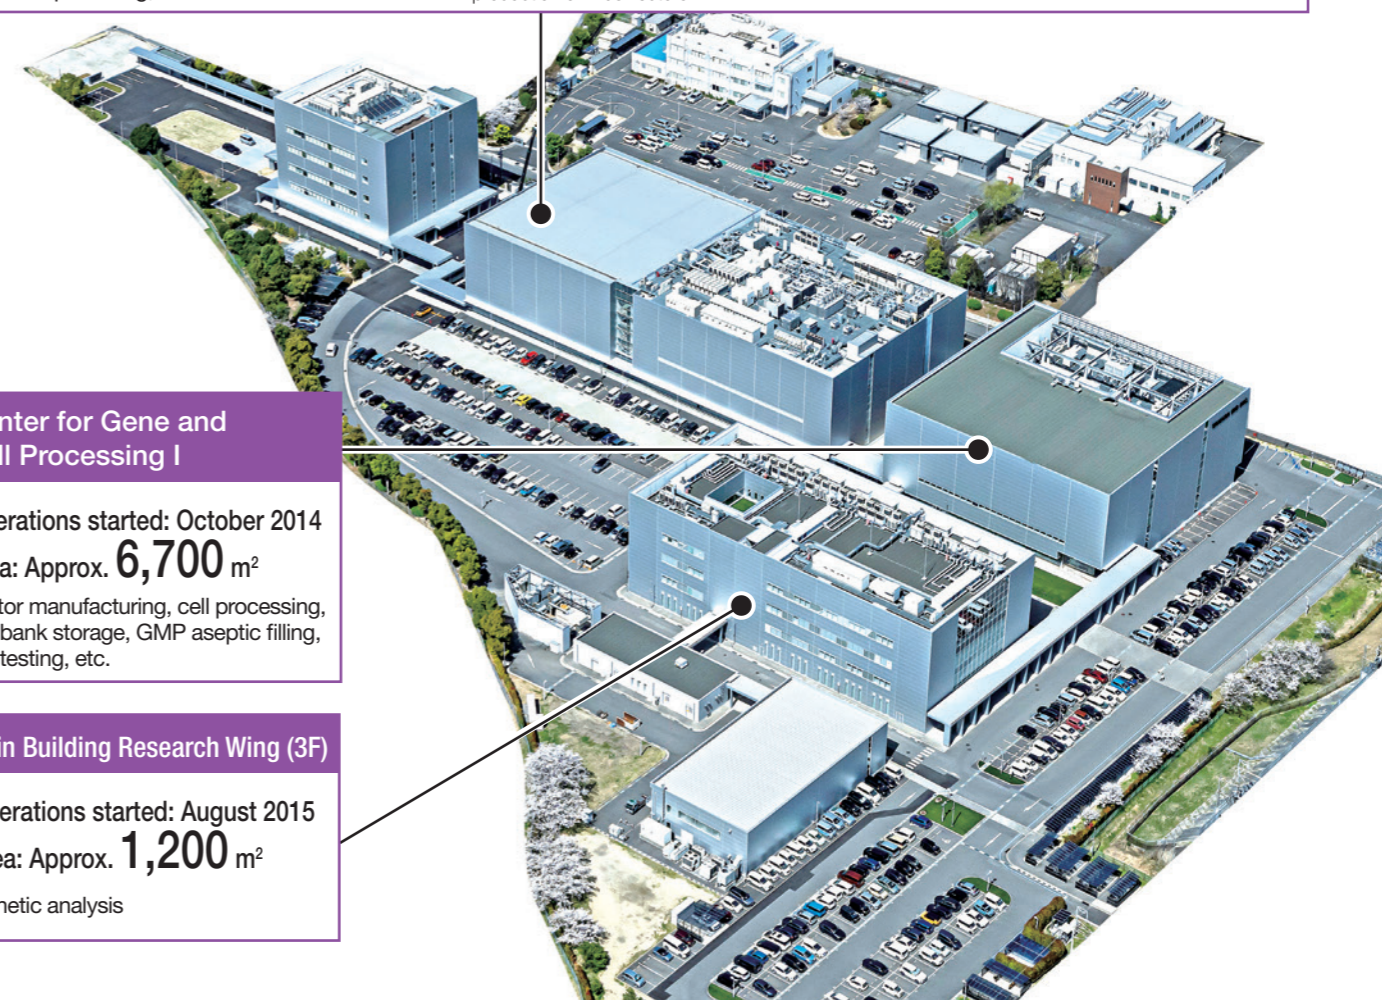 nter for Gene and
ll Processing I
erations started: October 2014
a: Approx. 6,700 m²
tor manufacturing, cell processing,
bank storage, GMP aseptic filling,
testing, etc.
in Building Research Wing (3F)
erations started: August 2015
ea: Approx. 1,200 m²
netic analysis